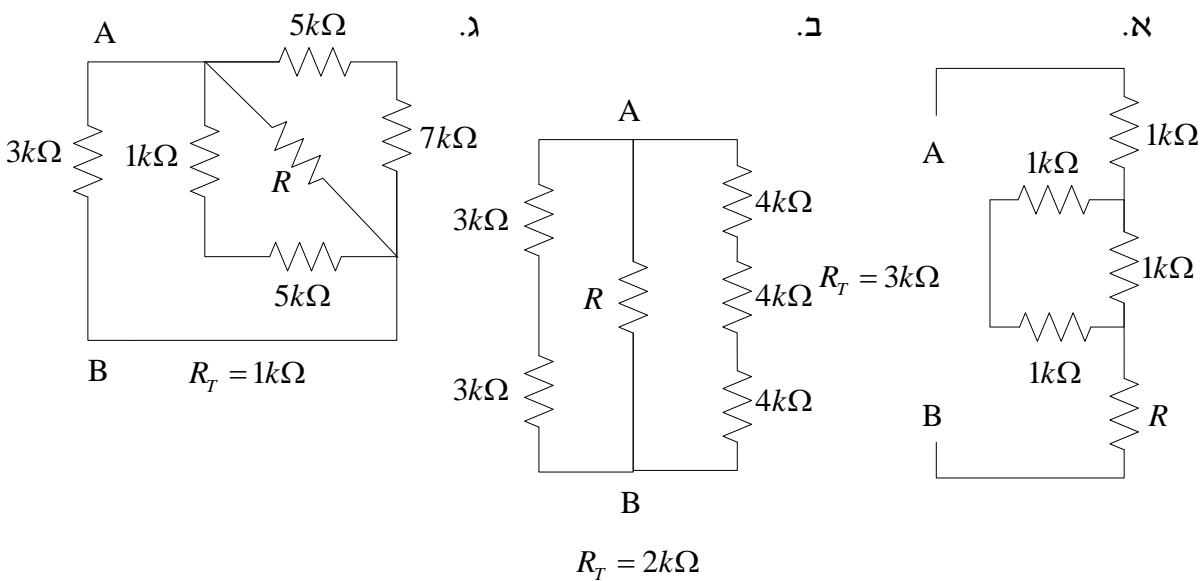 א.
A
1kΩ
1kΩ
1kΩ
1kΩ
B
R
R_T = 3kΩ
ב.
A
3kΩ
4kΩ
R
4kΩ
3kΩ
4kΩ
B
R_T = 2kΩ
ג.
A
5kΩ
3kΩ
1kΩ
R
7kΩ
5kΩ
B
R_T = 1kΩ